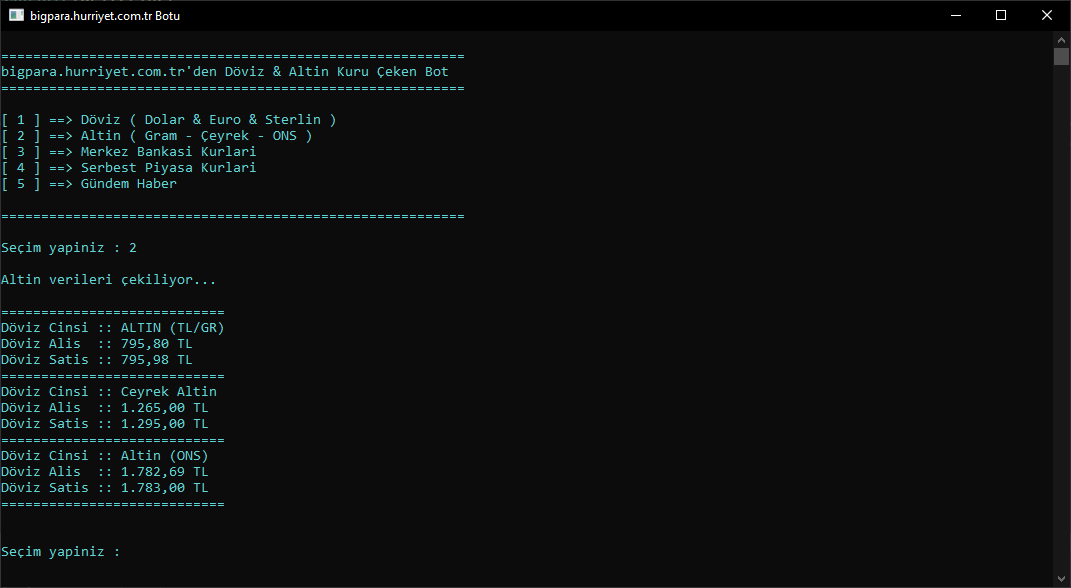 bigpara.hurriyet.com.tr Botu
==========================================================
bigpara.hurriyet.com.tr'den Döviz & Altin Kuru Çeken Bot
==========================================================
[ 1 ] ==> Döviz ( Dolar & Euro & Sterlin )
[ 2 ] ==> Altin ( Gram - Çeyrek - ONS )
[ 3 ] ==> Merkez Bankasi Kurlari
[ 4 ] ==> Serbest Piyasa Kurlari
[ 5 ] ==> Gündem Haber
==========================================================
Seçim yapiniz : 2
Altin verileri çekiliyor...
============================
Döviz Cinsi :: ALTIN (TL/GR)
Döviz Alis  :: 795,80 TL
Döviz Satis :: 795,98 TL
============================
Döviz Cinsi :: Ceyrek Altin
Döviz Alis  :: 1.265,00 TL
Döviz Satis :: 1.295,00 TL
============================
Döviz Cinsi :: Altin (ONS)
Döviz Alis  :: 1.782,69 TL
Döviz Satis :: 1.783,00 TL
============================
Seçim yapiniz :